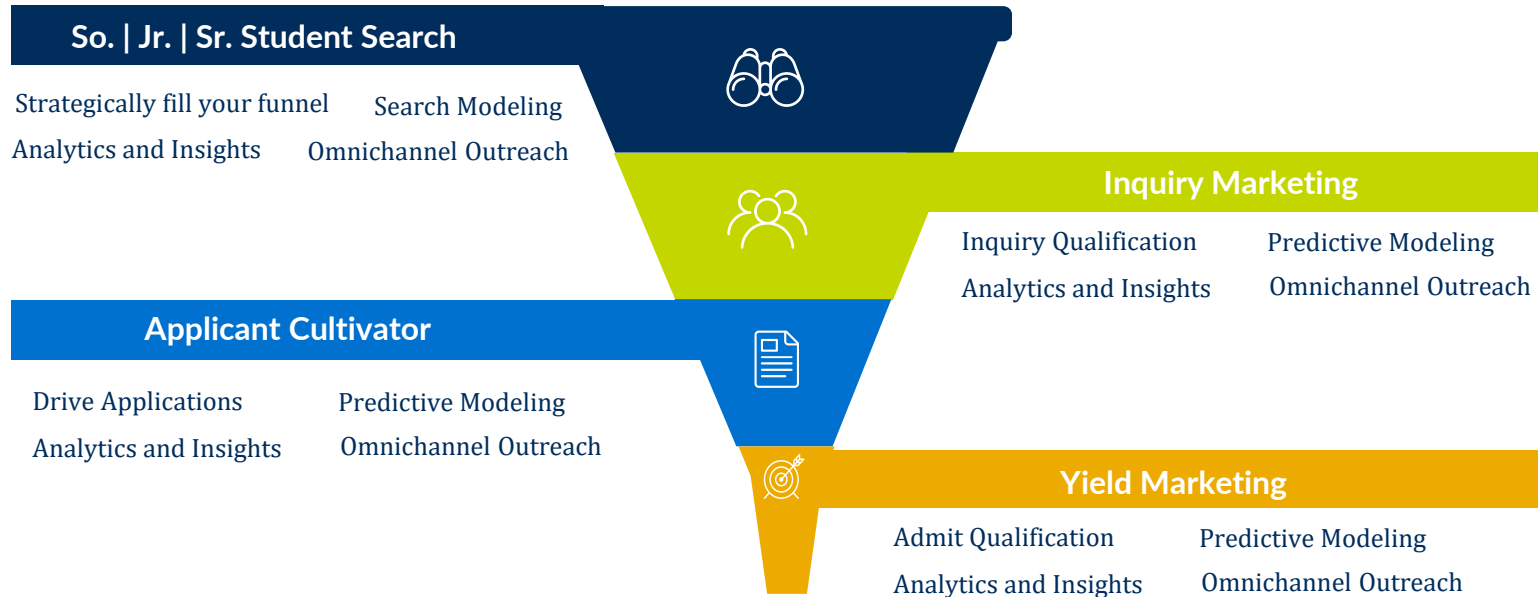 So. | Jr. | Sr. Student Search
Strategically fill your funnel Search Modeling
Analytics and Insights Omnichannel Outreach
Inquiry Marketing
Inquiry Qualification Predictive Modeling
Analytics and Insights Omnichannel Outreach
Applicant Cultivator
Drive Applications Predictive Modeling
Analytics and Insights Omnichannel Outreach
Yield Marketing
Admit Qualification Predictive Modeling
Analytics and Insights Omnichannel Outreach